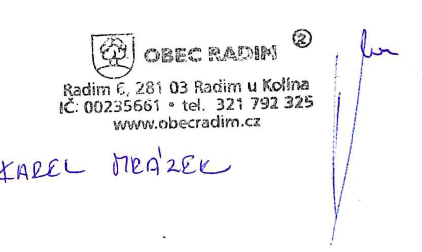 OBEC RADIM ②
Radim 6, 281 03 Radim u Kolína
IČ: 00235661 • tel. 321 792 325
www.obecradim.cz
KAREL MRÁZEK